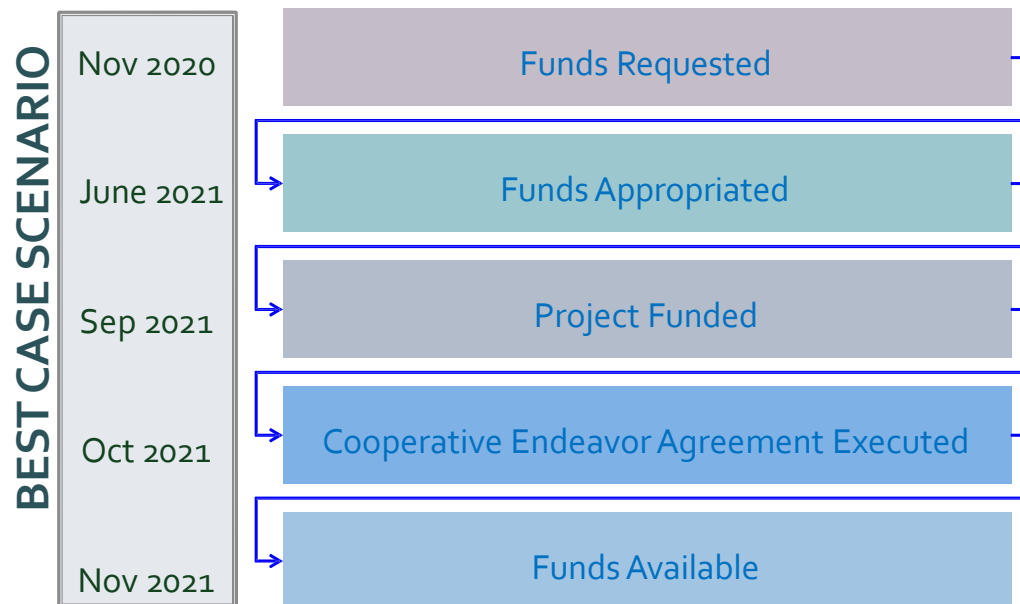 BEST CASE SCENARIO
Nov 2020
Funds Requested
June 2021
Funds Appropriated
Sep 2021
Project Funded
Oct 2021
Cooperative Endeavor Agreement Executed
Nov 2021
Funds Available